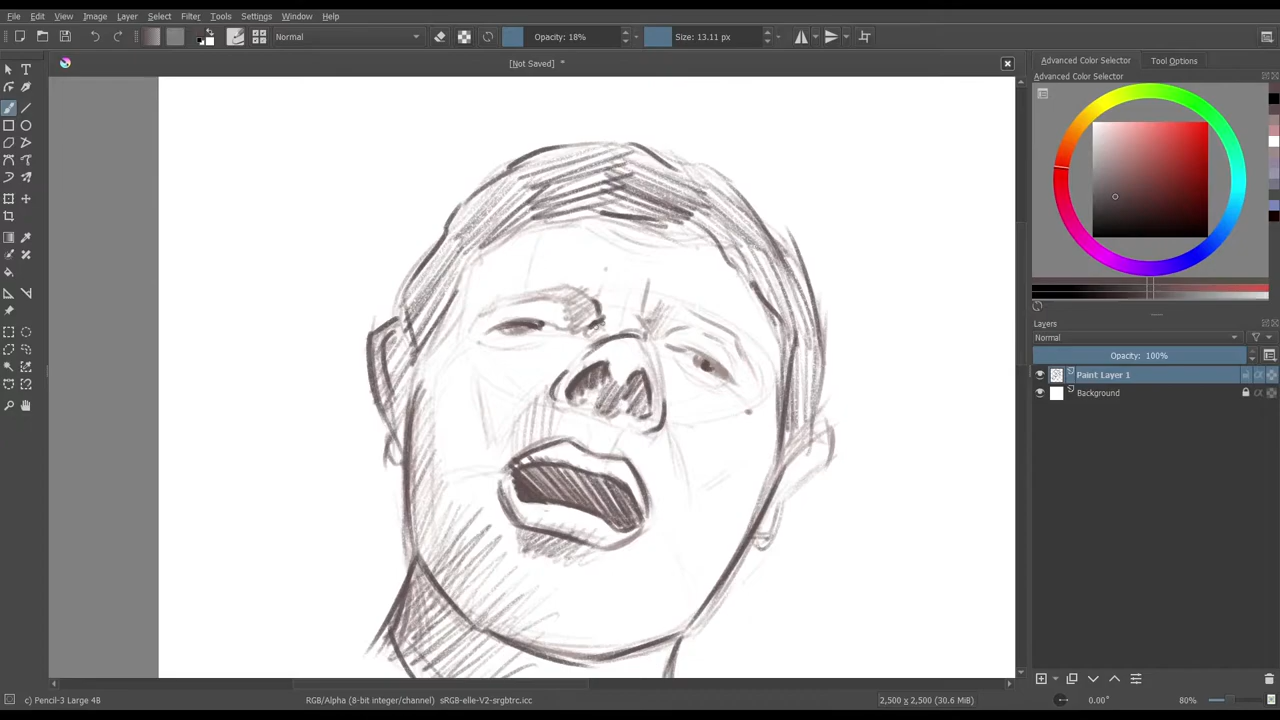 File Edit View Image Layer Select Filter Tools Settings Window Help
Normal Opacity: 18% Size: 13.11 px
[Not Saved] *
Advanced Color Selector Tool Options
Advanced Color Selector
Layers
Normal
Opacity: 100%
Paint Layer 1
Background
c) Pencil-3 Large 4B RGB/Alpha (8-bit integer/channel) sRGB-elle-V2-srgbtrc.icc 2,500 x 2,500 (30.6 MiB) 0.00° 80%